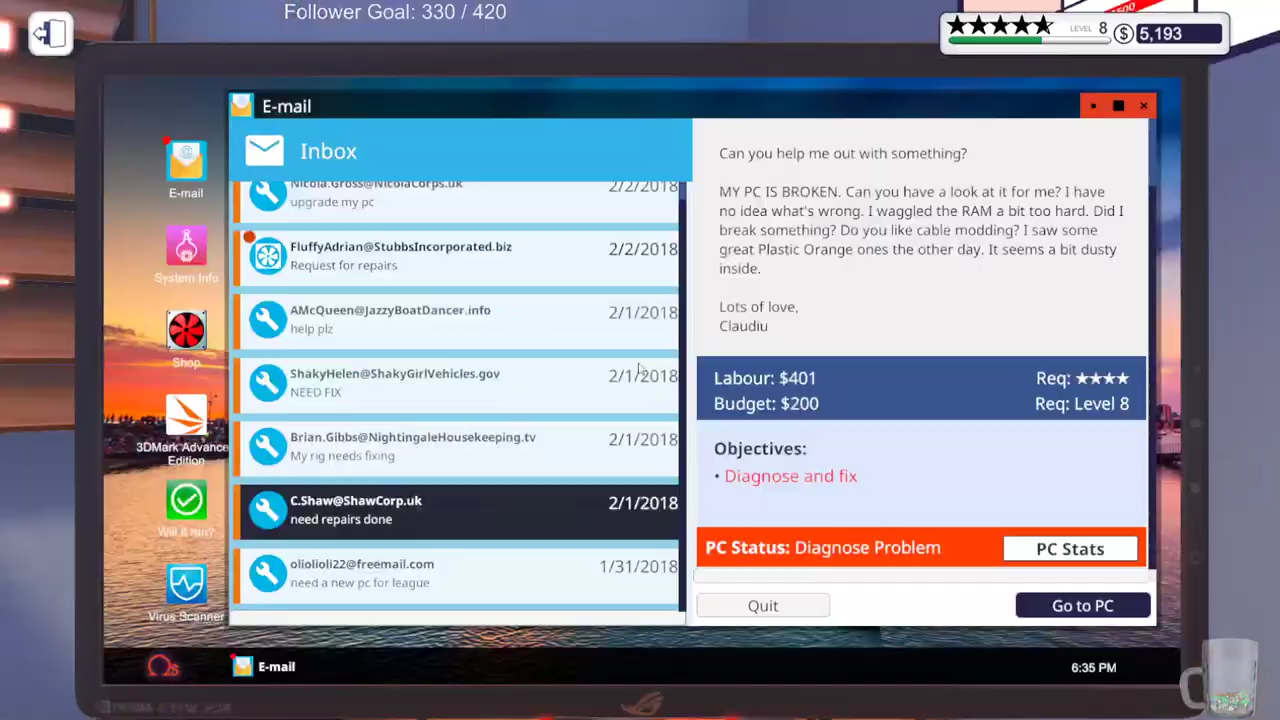 Follower Goal: 330 / 420
500
LEVEL 8 $ 5,193
E-mail
Inbox
E-mail
System Info
Shop
3DMark Advance
Edition
Will it run?
Virus Scanner
Nicola.Gross@NicolaCorps.uk 2/2/2018
upgrade my pc
FluffyAdrian@StubbsIncorporated.biz 2/2/2018
Request for repairs
AMcQueen@JazzyBoatDancer.info 2/1/2018
help plz
ShakyHelen@ShakyGirlVehicles.gov 2/1/2018
NEED FIX
Brian.Gibbs@NightingaleHousekeeping.tv 2/1/2018
My rig needs fixing
C.Shaw@ShawCorp.uk 2/1/2018
need repairs done
oliolioli22@freemail.com 1/31/2018
need a new pc for league
Can you help me out with something?
MY PC IS BROKEN. Can you have a look at it for me? I have
no idea what's wrong. I waggled the RAM a bit too hard. Did I
break something? Do you like cable modding? I saw some
great Plastic Orange ones the other day. It seems a bit dusty
inside.
Lots of love,
Claudiu
Labour: $401 Req: ★★★★
Budget: $200 Req: Level 8
Objectives:
• Diagnose and fix
PC Status: Diagnose Problem PC Stats
Quit Go to PC
E-mail 6:35 PM